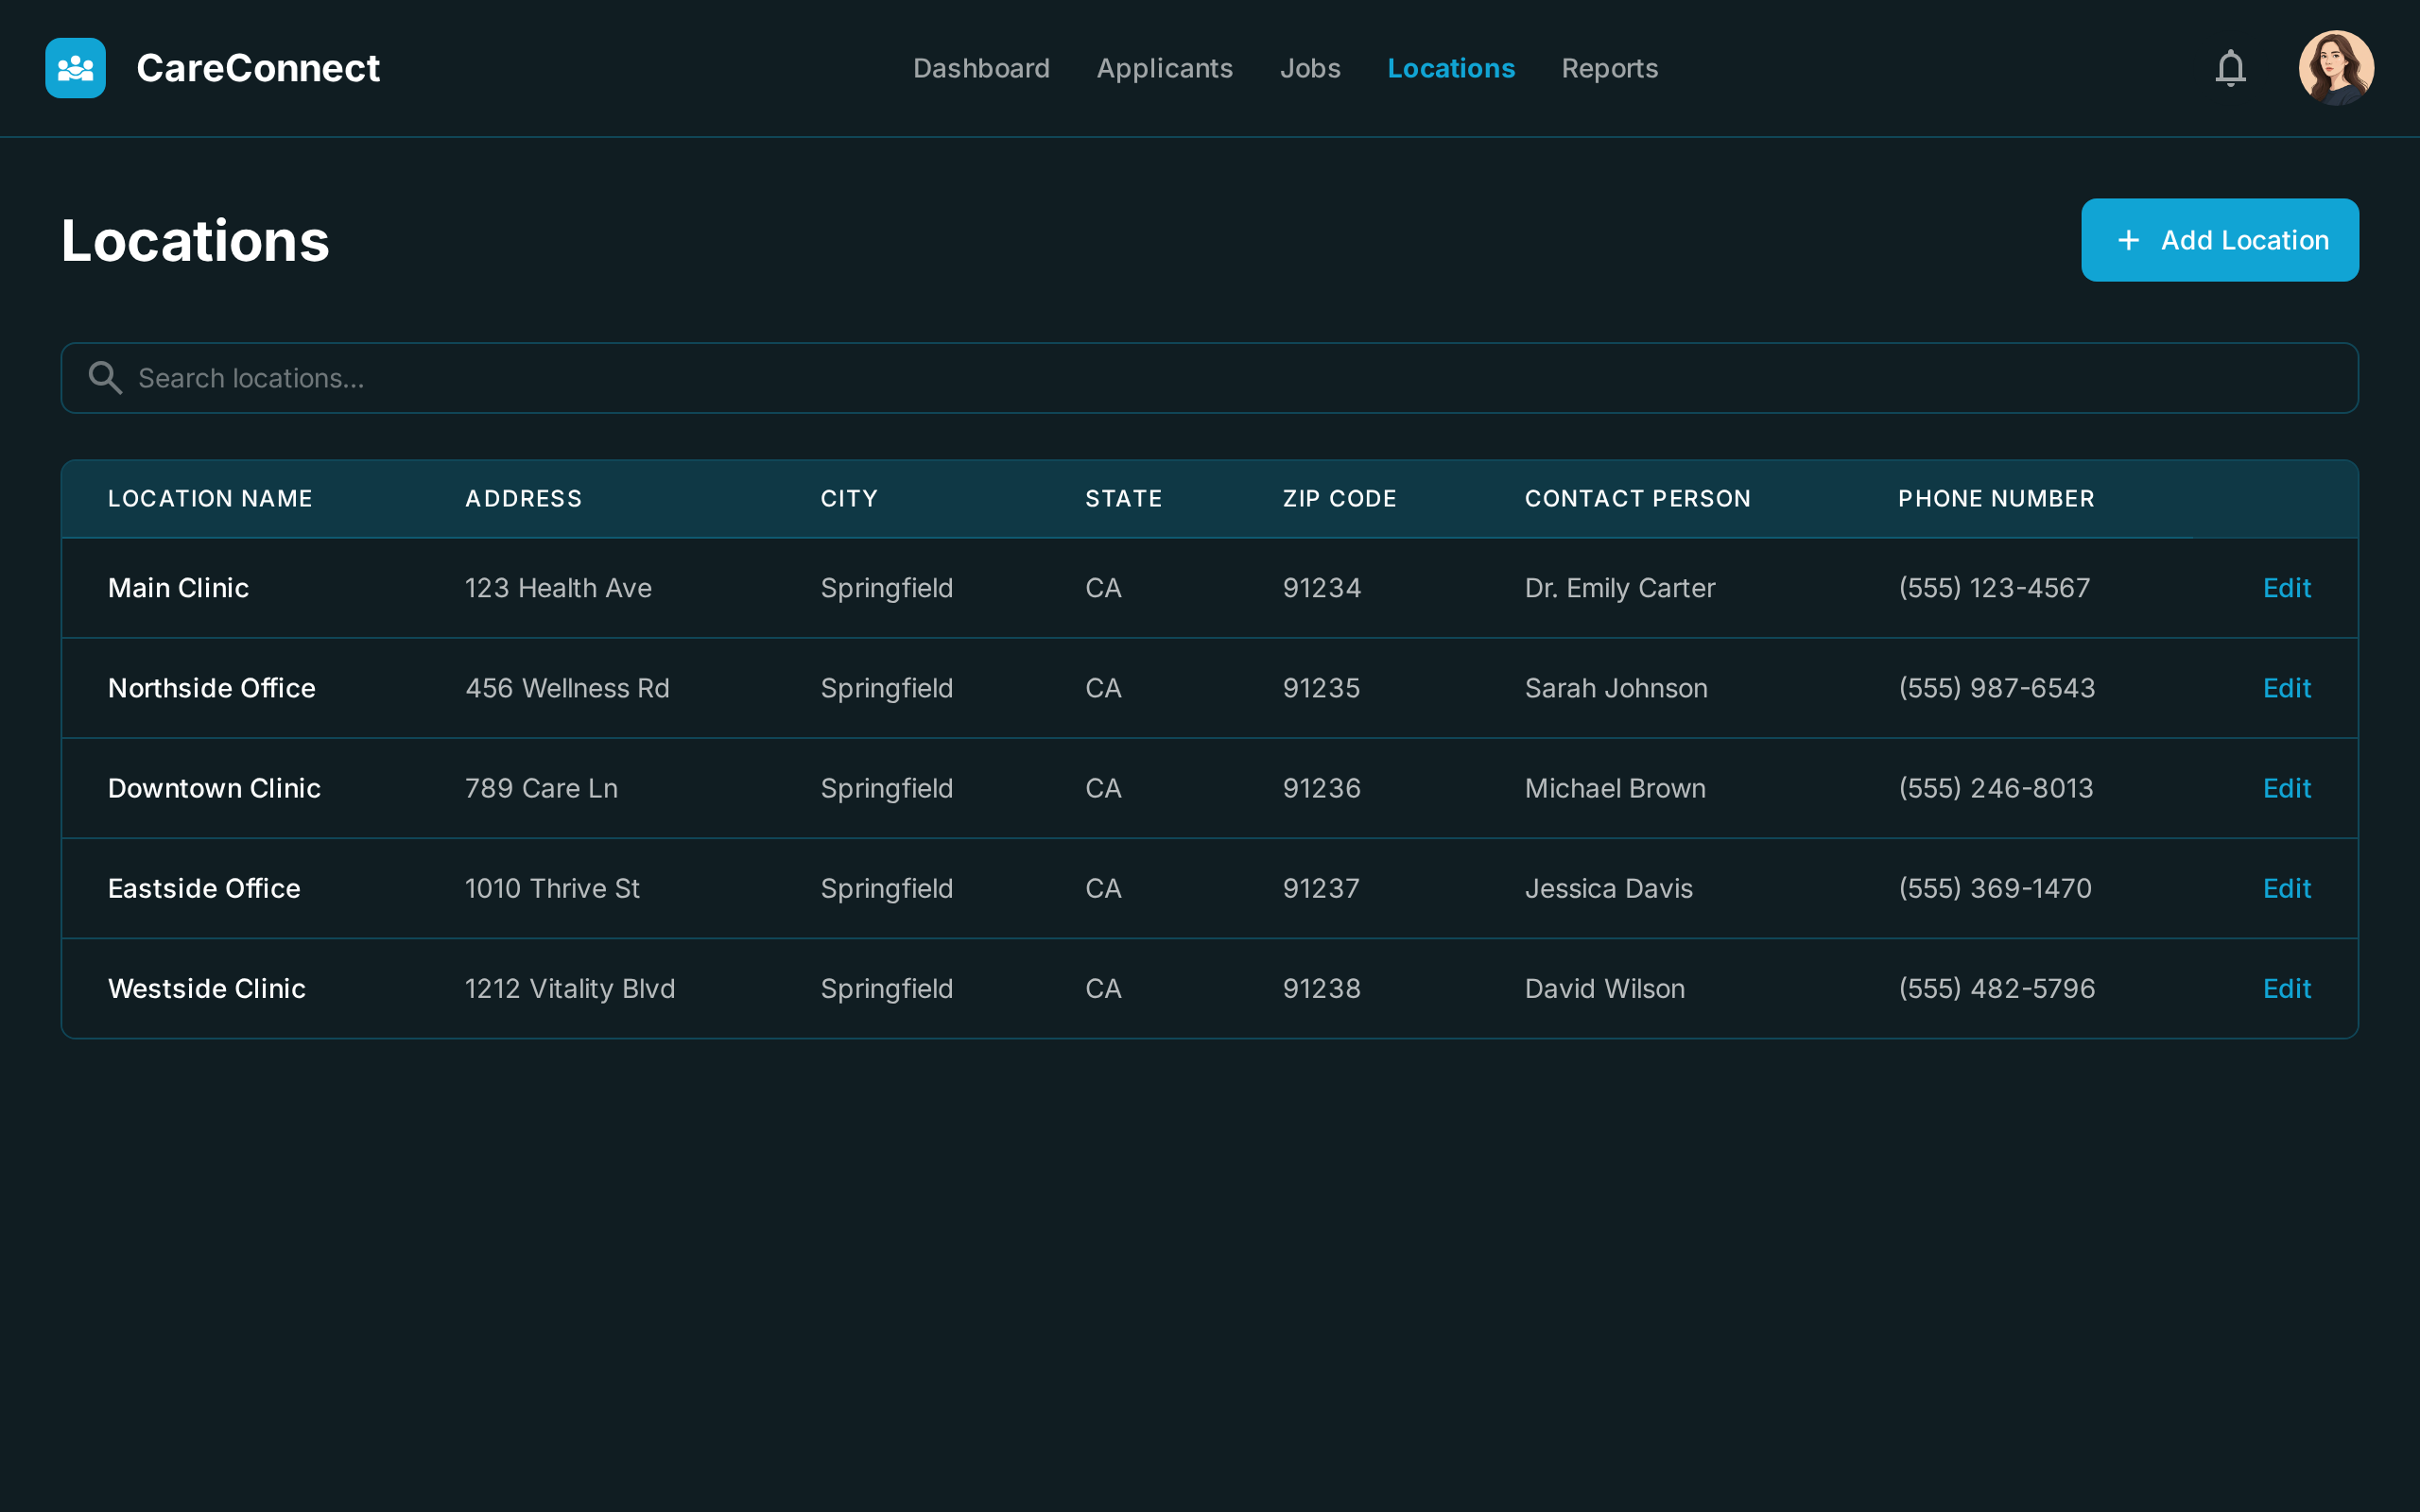 CareConnect
Dashboard Applicants Jobs Locations Reports
Locations
Add Location
Search locations...
LOCATION NAME ADDRESS CITY STATE ZIP CODE CONTACT PERSON PHONE NUMBER
Main Clinic 123 Health Ave Springfield CA 91234 Dr. Emily Carter (555) 123-4567 Edit
Northside Office 456 Wellness Rd Springfield CA 91235 Sarah Johnson (555) 987-6543 Edit
Downtown Clinic 789 Care Ln Springfield CA 91236 Michael Brown (555) 246-8013 Edit
Eastside Office 1010 Thrive St Springfield CA 91237 Jessica Davis (555) 369-1470 Edit
Westside Clinic 1212 Vitality Blvd Springfield CA 91238 David Wilson (555) 482-5796 Edit